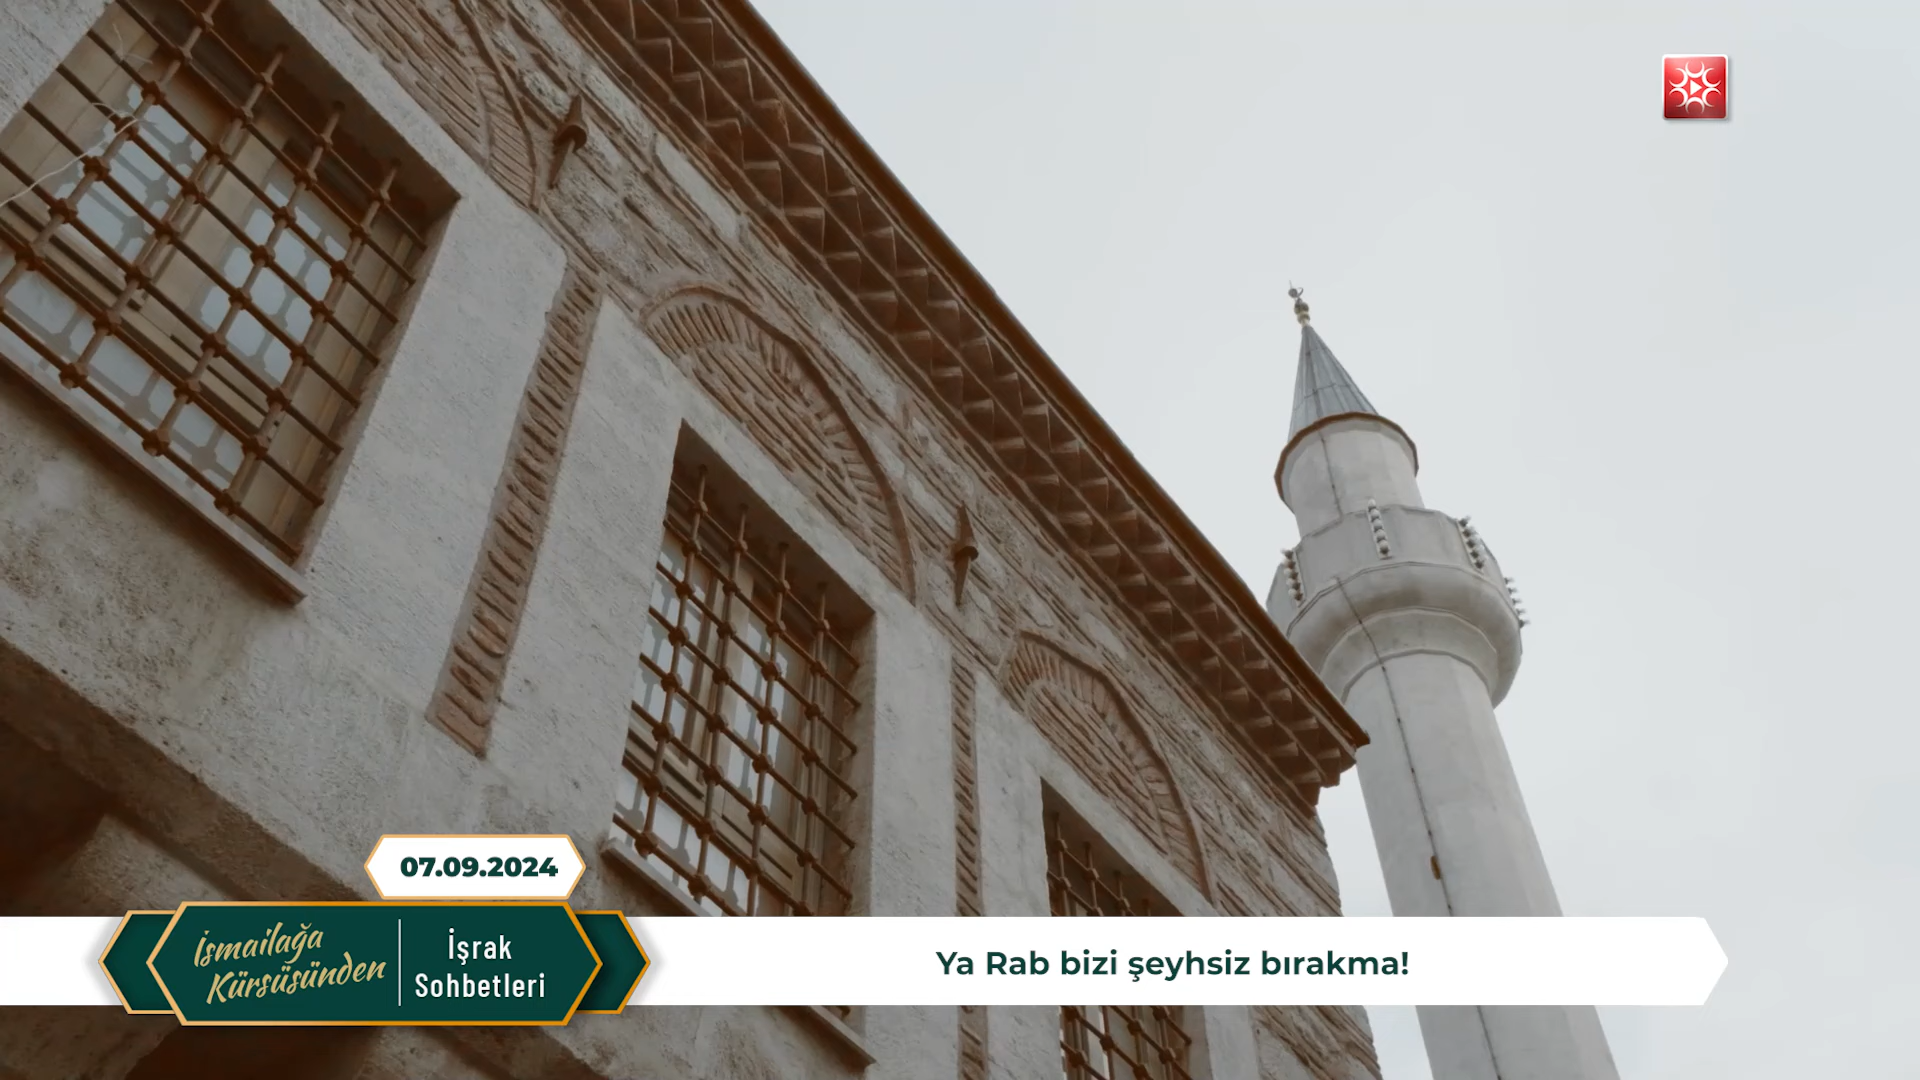 07.09.2024
İsmailağa
Kürsüsünden
İşrak
Sohbetleri
Ya Rab bizi şeyhsiz bırakma!